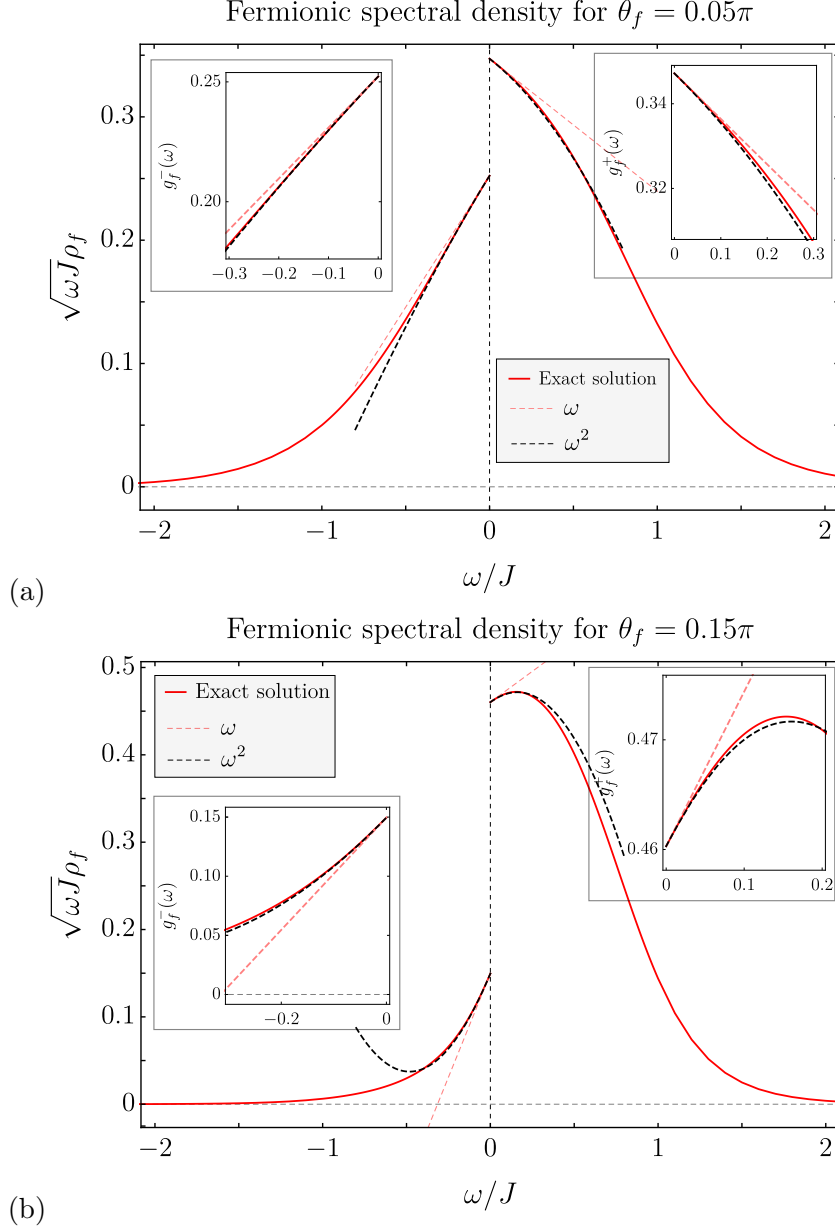 Fermionic spectral density for θ_f = 0.05π
√ωJρ_f
0.3
0.2
0.1
0
0.25
0.20
g_f^−(ω)
−0.3 −0.2 −0.1 0
0.34
0.32
g_f^+(ω)
0 0.1 0.2 0.3
Exact solution
ω
ω²
−2 −1 0 1 2
ω/J
(a)
Fermionic spectral density for θ_f = 0.15π
√ωJρ_f
0.5
0.4
0.3
0.2
0.1
0
Exact solution
ω
ω²
0.15
0.10
0.05
0
g_f^−(ω)
−0.2 0
0.47
0.46
g_f^+(ω)
0 0.1 0.2
−2 −1 0 1 2
ω/J
(b)